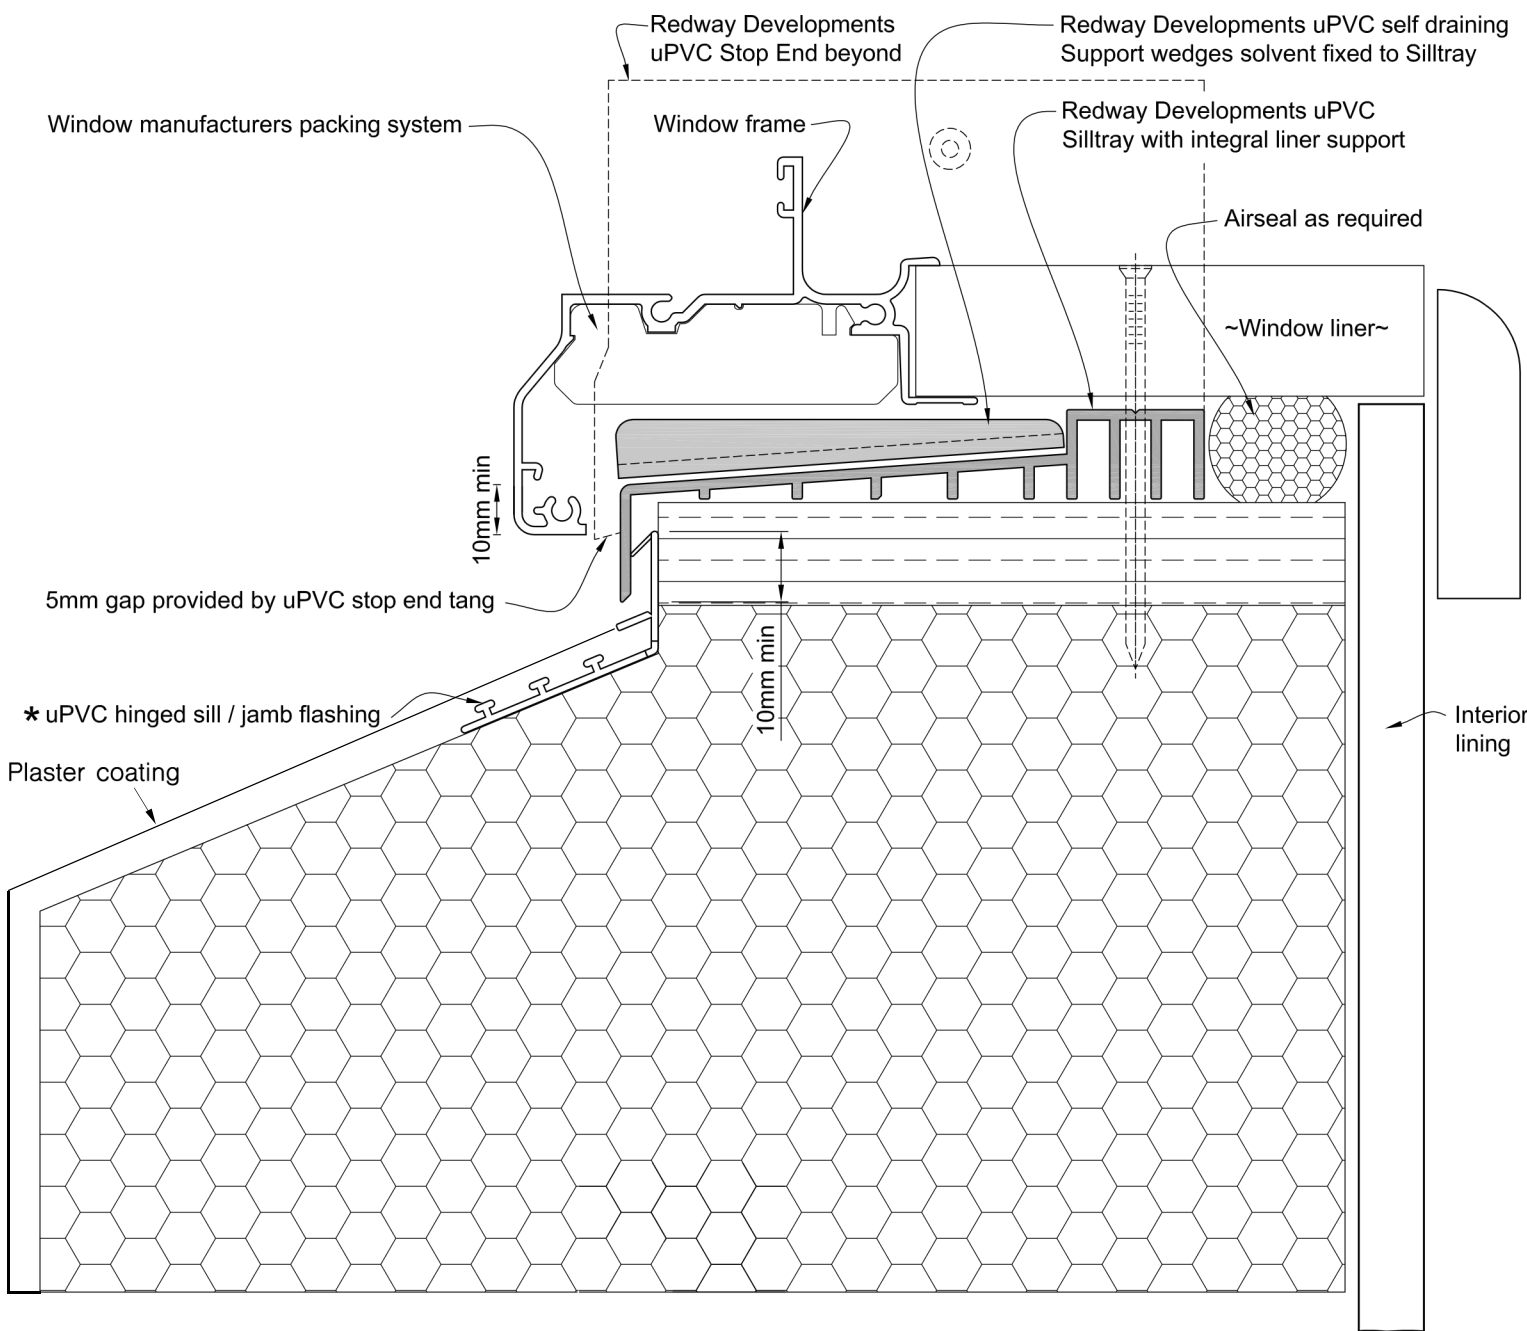 Redway Developments
uPVC Stop End beyond
Redway Developments uPVC self draining
Support wedges solvent fixed to Silltray
Window manufacturers packing system
Window frame
Redway Developments uPVC
Silltray with integral liner support
Airseal as required
~Window liner~
10mm min
5mm gap provided by uPVC stop end tang
10mm min
* uPVC hinged sill / jamb flashing
Interior
lining
Plaster coating